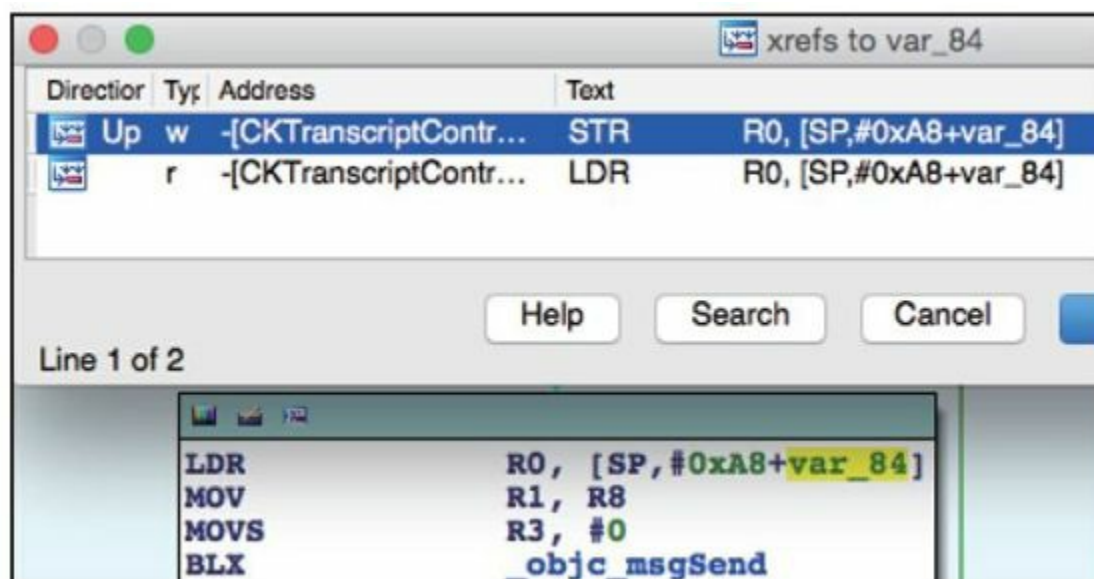 xrefs to var_84
Directior Typ Address Text
Up w -[CKTranscriptContr... STR R0, [SP,#0xA8+var_84]
r -[CKTranscriptContr... LDR R0, [SP,#0xA8+var_84]
Help Search Cancel
Line 1 of 2
LDR R0, [SP,#0xA8+var_84]
MOV R1, R8
MOVS R3, #0
BLX _objc_msgSend